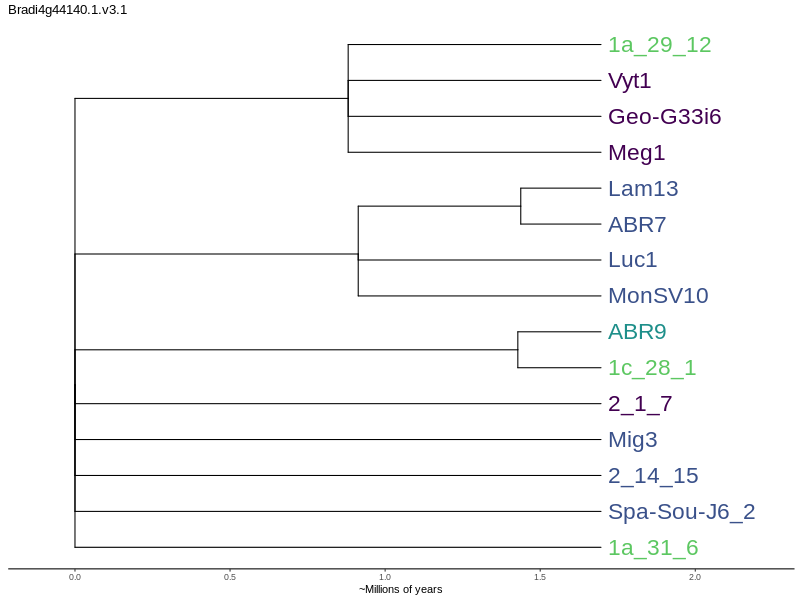 Bradi4g44140.1.v3.1
1a_29_12
Vyt1
Geo-G33i6
Meg1
Lam13
ABR7
Luc1
MonSV10
ABR9
1c_28_1
2_1_7
Mig3
2_14_15
Spa-Sou-J6_2
1a_31_6
0.0 0.5 1.0 1.5 2.0
~Millions of years